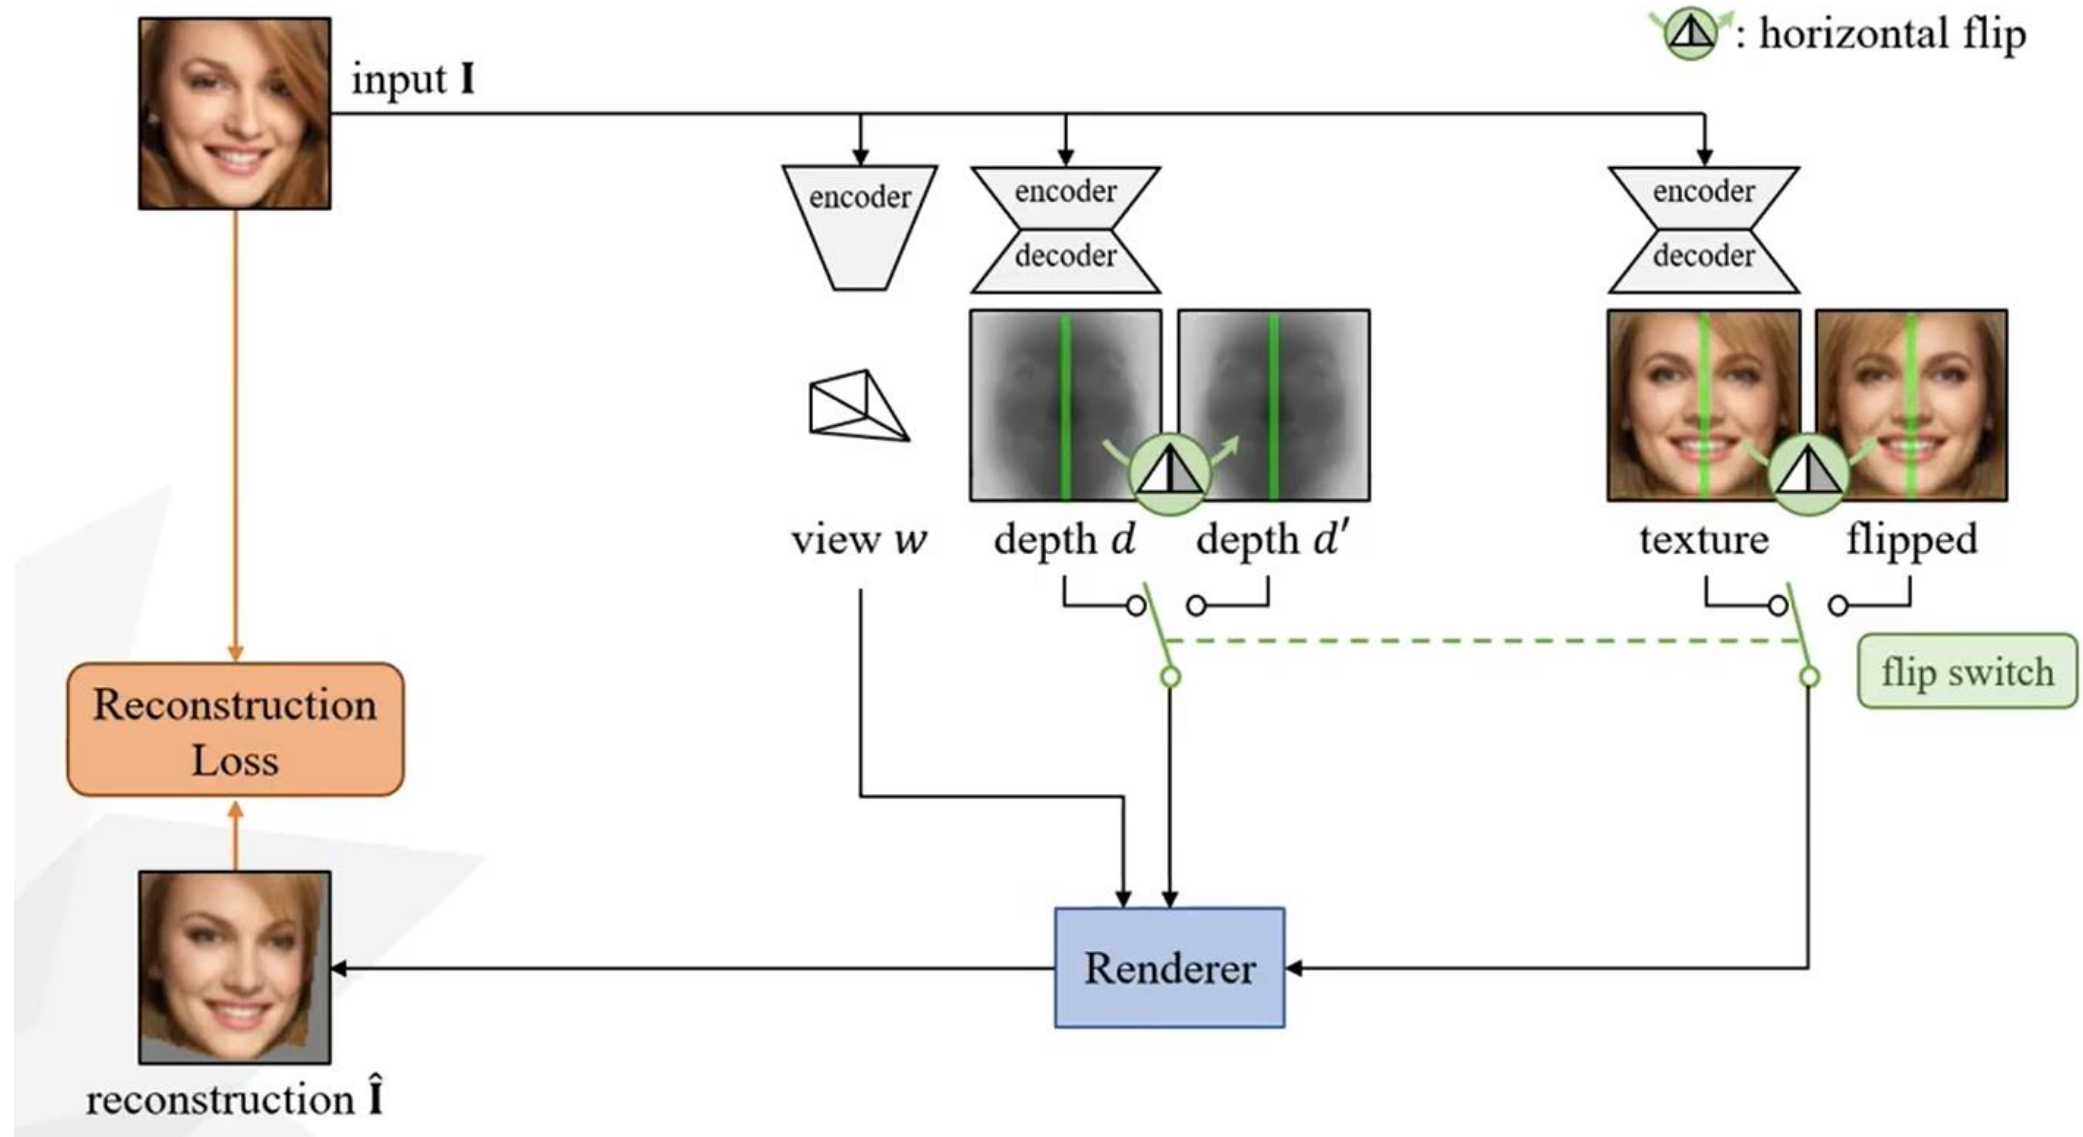 : horizontal flip
input I
encoder
encoder
decoder
encoder
decoder
view w
depth d
depth d′
texture
flipped
flip switch
Reconstruction
Loss
Renderer
reconstruction Î